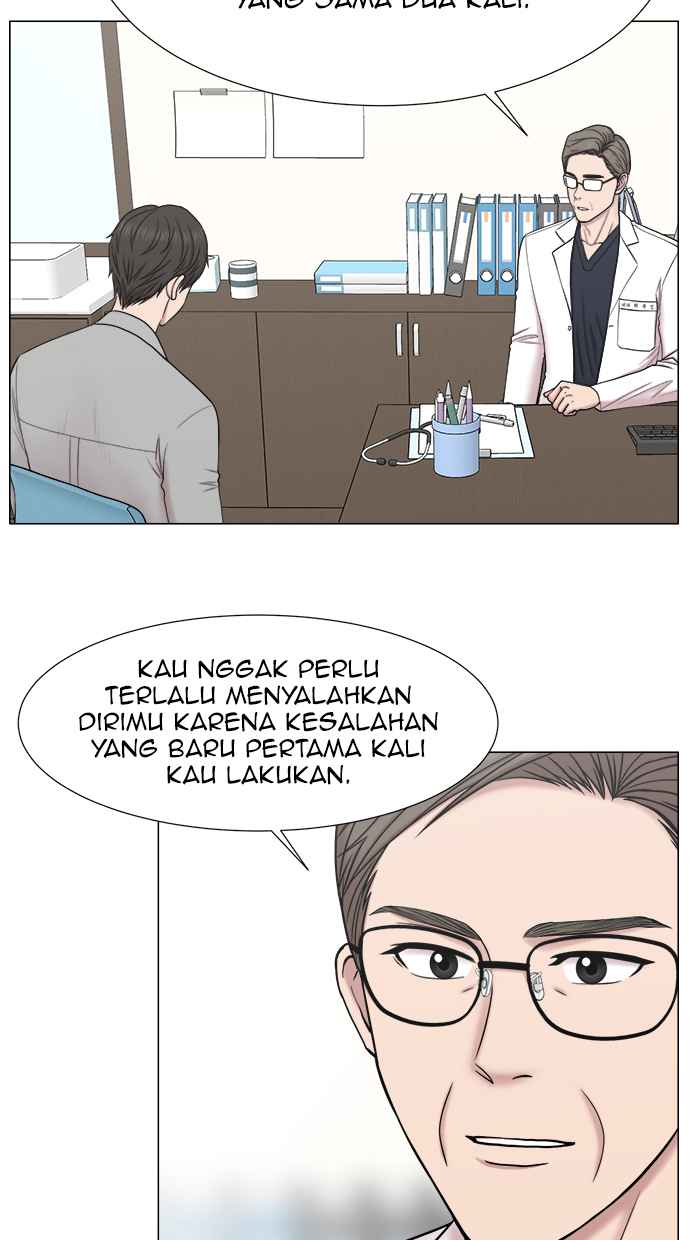 YANG SAMA DUA KALI.
KAU NGGAK PERLU
TERLALU MENYALAHKAN
DIRIMU KARENA KESALAHAN
YANG BARU PERTAMA KALI
KAU LAKUKAN.